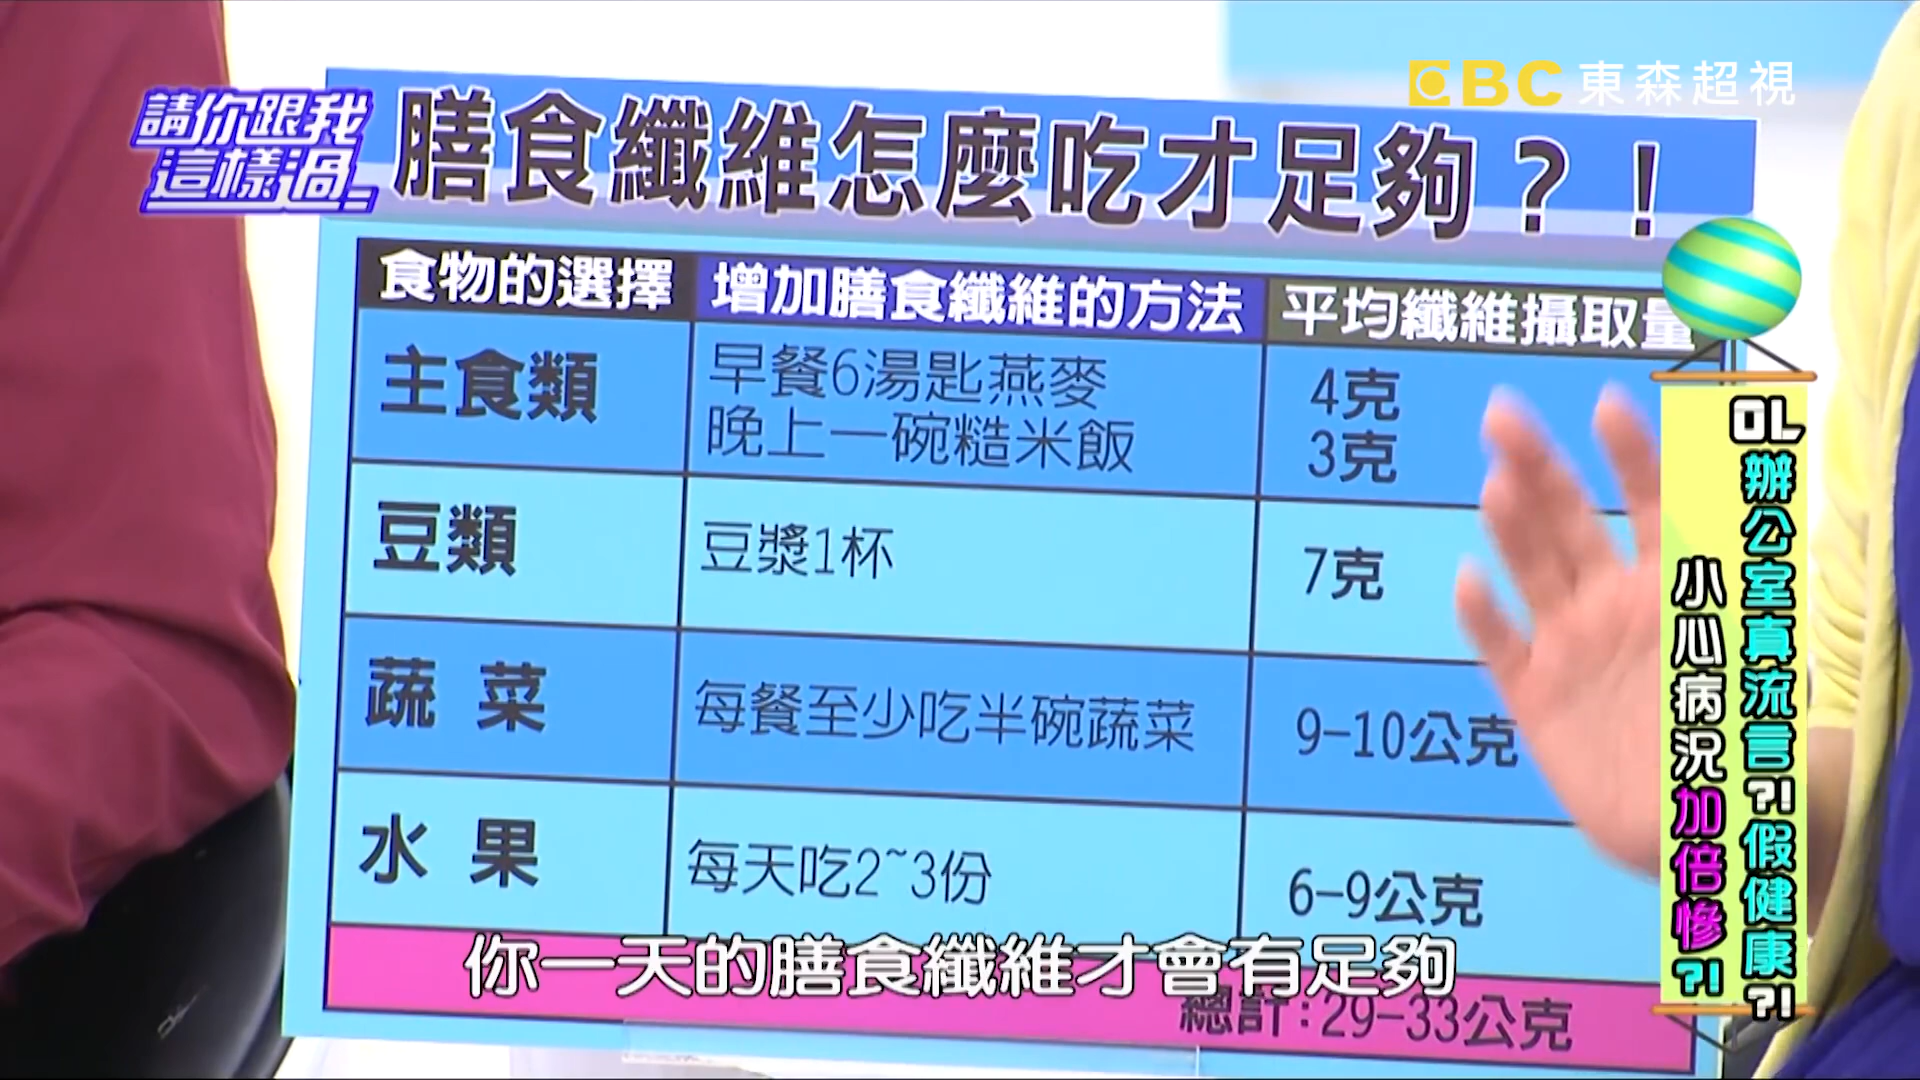 EBC 東森超視
請你跟我
這樣過
膳食纖維怎麼吃才足夠？！
食物的選擇 增加膳食纖維的方法 平均纖維攝取量
主食類 早餐6湯匙燕麥 4克
晚上一碗糙米飯 3克
豆類 豆漿1杯 7克
蔬菜 每餐至少吃半碗蔬菜 9-10公克
水果 每天吃2~3份 6-9公克
總計:29-33公克
你一天的膳食纖維才會有足夠
OL辦公室真流言?!假健康?!
小心病況加倍慘?!